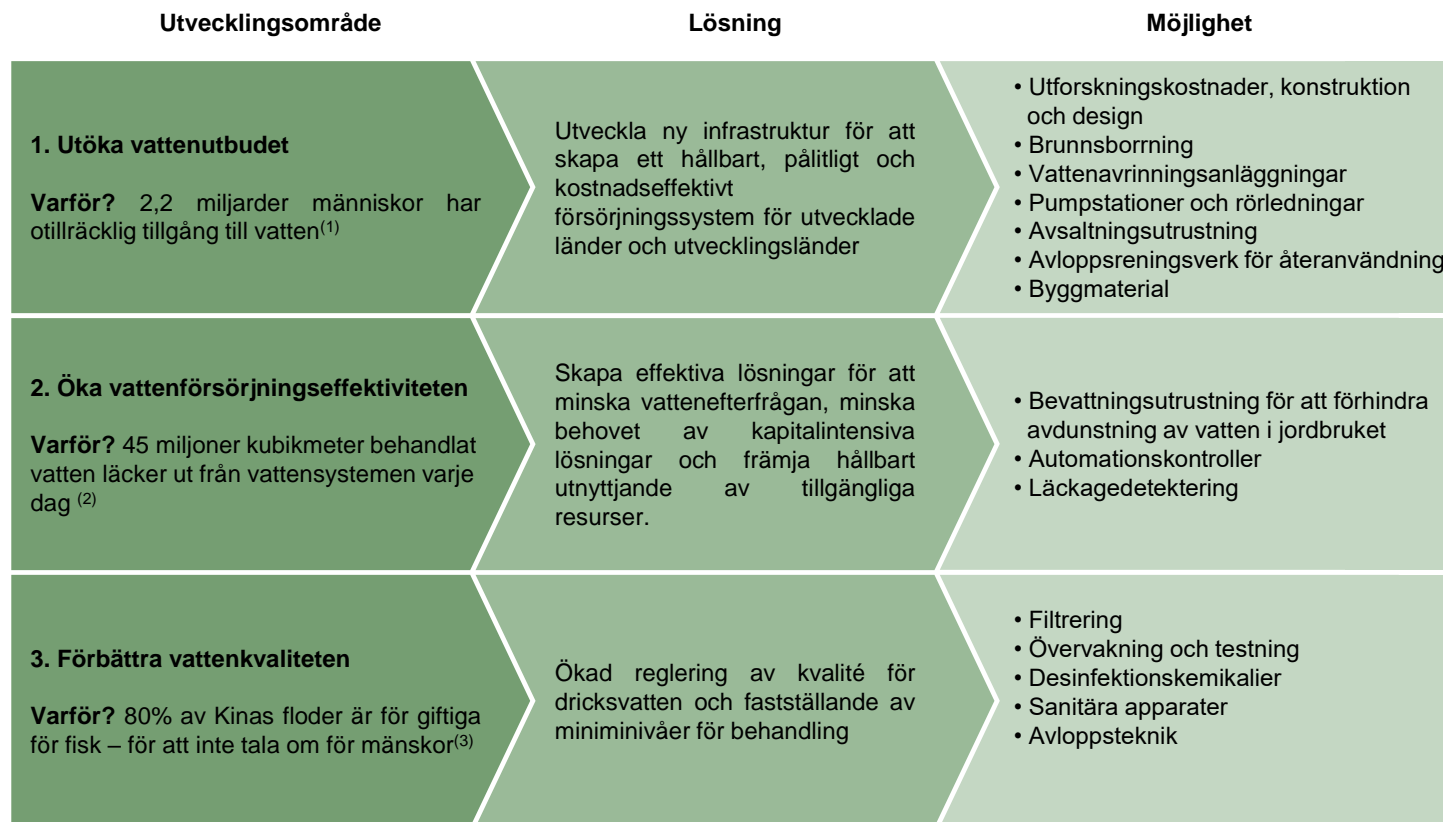 Utvecklingsområde
Lösning
Möjlighet
1. Utöka vattenutbudet
Varför? 2,2 miljarder människor har
otillräcklig tillgång till vatten(1)
Utveckla ny infrastruktur för att
skapa ett hållbart, pålitligt och
kostnadseffektivt
försörjningssystem för utvecklade
länder och utvecklingsländer
• Utforskningskostnader, konstruktion
och design
• Brunnsborrning
• Vattenavrinningsanläggningar
• Pumpstationer och rörledningar
• Avsaltningsutrustning
• Avloppsreningsverk för återanvändning
• Byggmaterial
2. Öka vattenförsörjningseffektiviteten
Varför? 45 miljoner kubikmeter behandlat
vatten läcker ut från vattensystemen varje
dag (2)
Skapa effektiva lösningar för att
minska vattenefterfrågan, minska
behovet av kapitalintensiva
lösningar och främja hållbart
utnyttjande av tillgängliga
resurser.
• Bevattningsutrustning för att förhindra
avdunstning av vatten i jordbruket
• Automationskontroller
• Läckagedetektering
3. Förbättra vattenkvaliteten
Varför? 80% av Kinas floder är för giftiga
för fisk – för att inte tala om för mänskor(3)
Ökad reglering av kvalité för
dricksvatten och fastställande av
miniminivåer för behandling
• Filtrering
• Övervakning och testning
• Desinfektionskemikalier
• Sanitära apparater
• Avloppsteknik